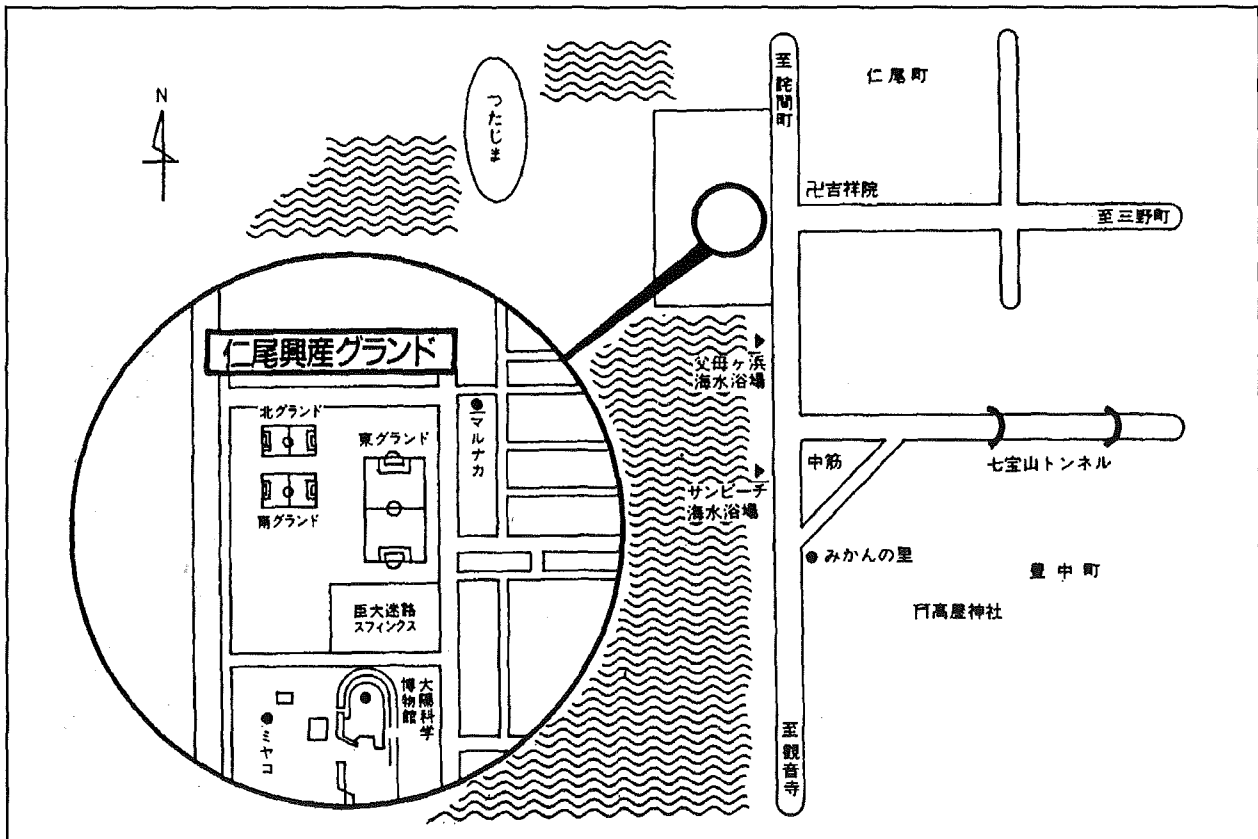 N
つたじま
至詫間町
仁尾町
卍吉祥院
至三野町
仁尾興産グランド
北グランド
東グランド
南グランド
マルナカ
巨大迷路
スフィンクス
大陽科学
博物館
ミヤコ
父母ヶ浜
海水浴場
サンビーチ
海水浴場
中筋
七宝山トンネル
みかんの里
豊中町
高屋神社
至観音寺